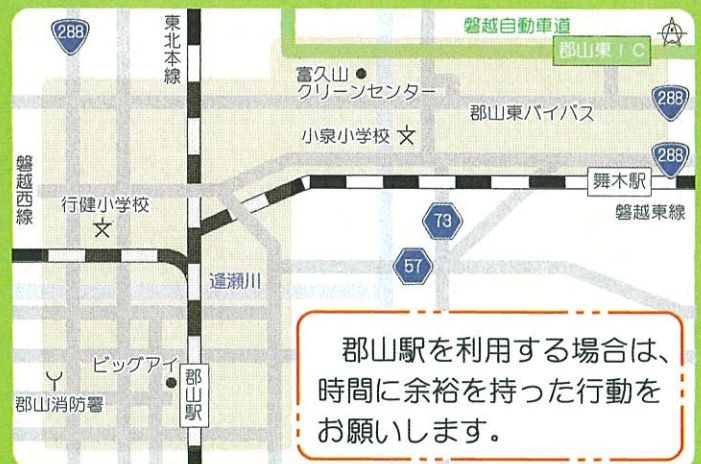 288
東北本線
磐越自動車道
郡山東IC
富久山
クリーンセンター
郡山東バイパス
288
小泉小学校
288
磐越西線
行健小学校
舞木駅
磐越東線
73
57
逢瀬川
ビッグアイ
郡山駅
郡山消防署
郡山駅を利用する場合は、
時間に余裕を持った行動を
お願いします。